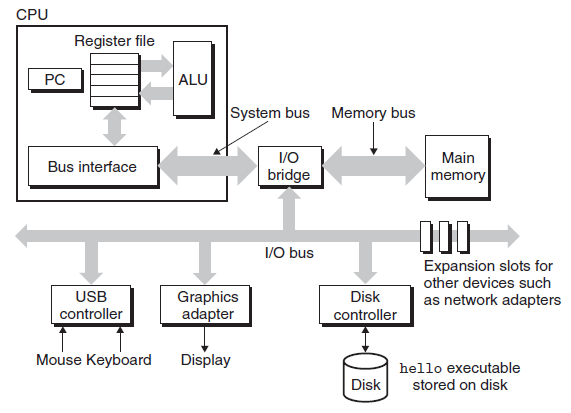 CPU
Register file
PC
ALU
System bus
Memory bus
Bus interface
I/O
bridge
Main
memory
I/O bus
Expansion slots for
other devices such
as network adapters
USB
controller
Graphics
adapter
Disk
controller
Mouse Keyboard
Display
Disk
hello executable
stored on disk